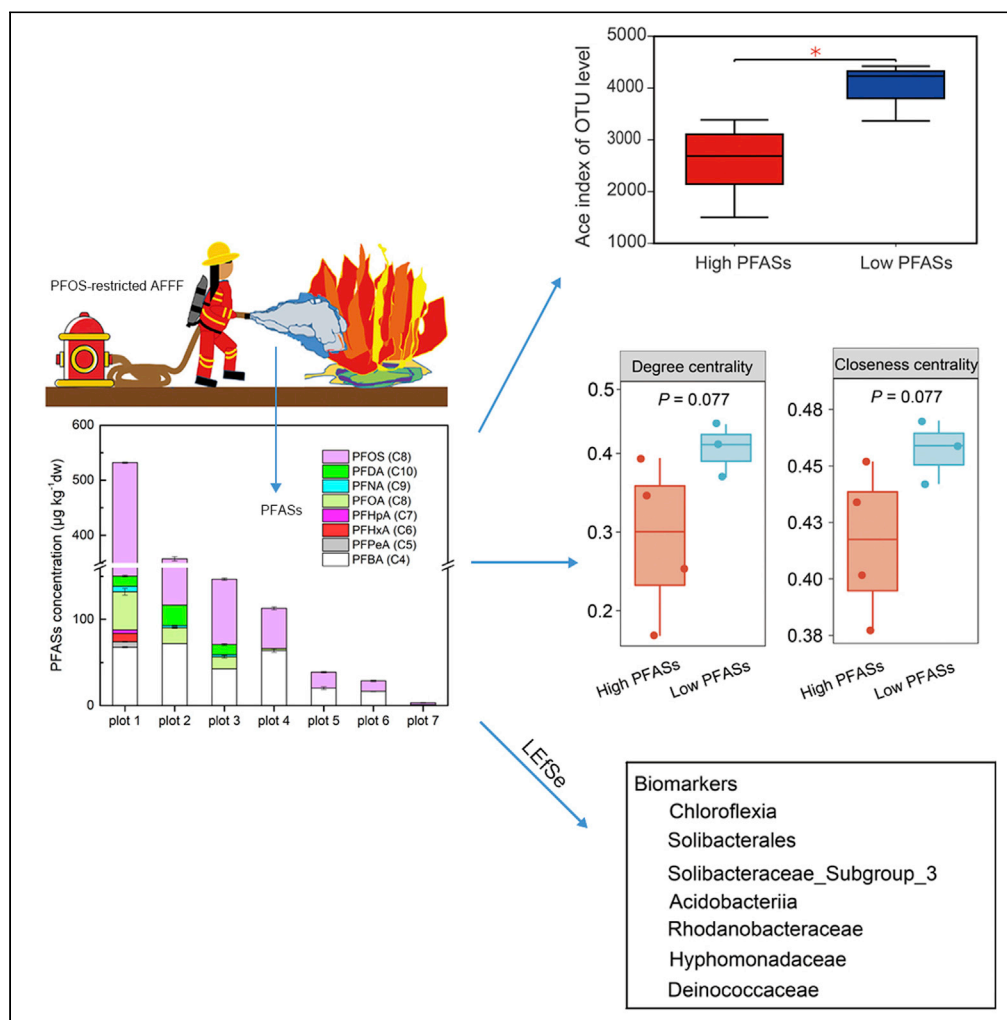 5000
4000
3000
2000
1000
Ace index of OTU level
*
High PFASs
Low PFASs
PFOS-restricted AFFF
PFASs
600
500
400
100
0
PFASs concentration (µg kg⁻¹dw)
PFOS (C8)
PFDA (C10)
PFNA (C9)
PFOA (C8)
PFHpA (C7)
PFHxA (C6)
PFPeA (C5)
PFBA (C4)
plot 1
plot 2
plot 3
plot 4
plot 5
plot 6
plot 7
Degree centrality
P = 0.077
0.5
0.4
0.3
0.2
High PFASs
Low PFASs
Closeness centrality
P = 0.077
0.48
0.45
0.43
0.40
0.38
High PFASs
Low PFASs
LEfSe
Biomarkers
Chloroflexia
Solibacterales
Solibacteraceae_Subgroup_3
Acidobacteriia
Rhodanobacteraceae
Hyphomonadaceae
Deinococcaceae